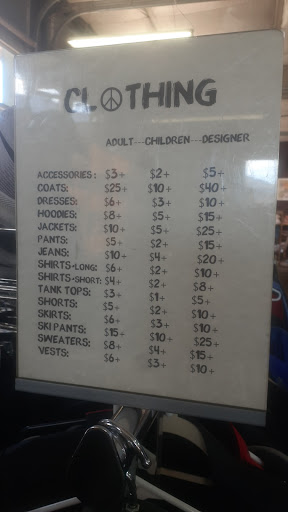 CL☮THING
ADULT---CHILDREN---DESIGNER
ACCESSORIES: $3+ $2+ $5+
COATS: $25+ $10+ $40+
DRESSES: $6+ $3+ $10+
HOODIES: $8+ $5+ $15+
JACKETS: $10+ $5+ $25+
PANTS: $5+ $2+ $15+
JEANS: $10+ $4+ $20+
SHIRTS-LONG: $6+ $2+ $10+
SHIRTS-SHORT: $4+ $2+ $8+
TANK TOPS: $3+ $1+ $5+
SHORTS: $5+ $2+ $10+
SKIRTS: $6+ $3+ $10+
SKI PANTS: $15+ $10+ $25+
SWEATERS: $8+ $4+ $15+
VESTS: $6+ $3+ $10+